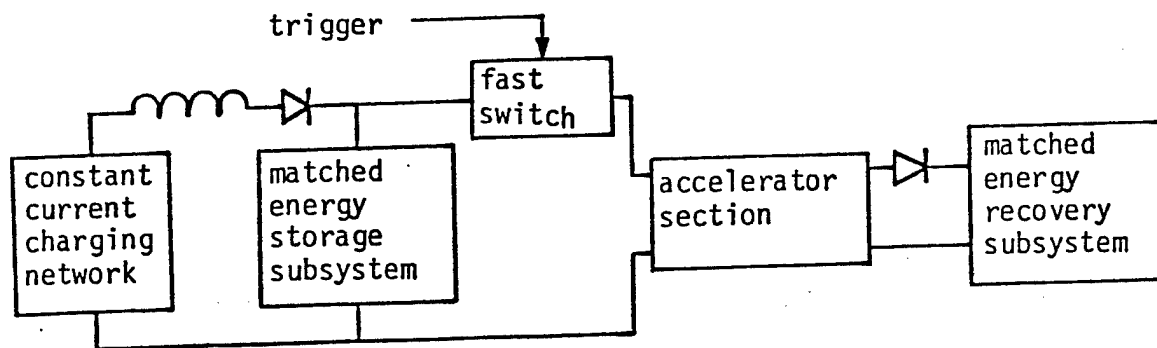 trigger
fast
switch
constant
current
charging
network
matched
energy
storage
subsystem
accelerator
section
matched
energy
recovery
subsystem